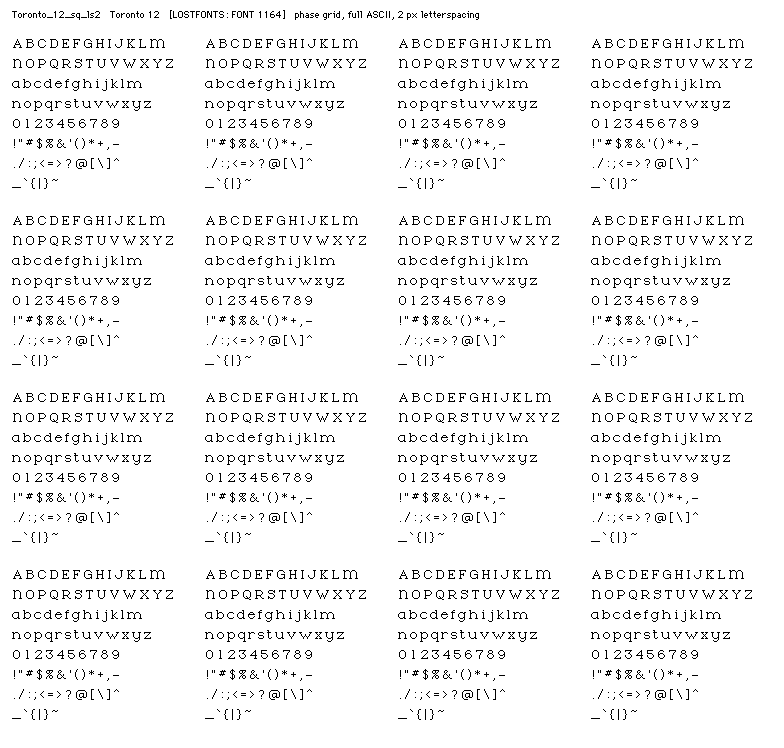 Toronto_12_sq_ls2 Toronto 12 [LOSTFONTS: FONT 1164] phase grid, full ASCII, 2 px letterspacing
ABCDEFGHIJKLM ABCDEFGHIJKLM ABCDEFGHIJKLM ABCDEFGHIJKLM
NOPQRSTUVWXYZ NOPQRSTUVWXYZ NOPQRSTUVWXYZ NOPQRSTUVWXYZ
abcdefghijklm abcdefghijklm abcdefghijklm abcdefghijklm
nopqrstuvwxyz nopqrstuvwxyz nopqrstuvwxyz nopqrstuvwxyz
0123456789 0123456789 0123456789 0123456789
!"#$%&'()*+,- !"#$%&'()*+,- !"#$%&'()*+,- !"#$%&'()*+,-
./:;<=>?@[\]^ ./:;<=>?@[\]^ ./:;<=>?@[\]^ ./:;<=>?@[\]^
_`{|}~ _`{|}~ _`{|}~ _`{|}~
ABCDEFGHIJKLM ABCDEFGHIJKLM ABCDEFGHIJKLM ABCDEFGHIJKLM
NOPQRSTUVWXYZ NOPQRSTUVWXYZ NOPQRSTUVWXYZ NOPQRSTUVWXYZ
abcdefghijklm abcdefghijklm abcdefghijklm abcdefghijklm
nopqrstuvwxyz nopqrstuvwxyz nopqrstuvwxyz nopqrstuvwxyz
0123456789 0123456789 0123456789 0123456789
!"#$%&'()*+,- !"#$%&'()*+,- !"#$%&'()*+,- !"#$%&'()*+,-
./:;<=>?@[\]^ ./:;<=>?@[\]^ ./:;<=>?@[\]^ ./:;<=>?@[\]^
_`{|}~ _`{|}~ _`{|}~ _`{|}~
ABCDEFGHIJKLM ABCDEFGHIJKLM ABCDEFGHIJKLM ABCDEFGHIJKLM
NOPQRSTUVWXYZ NOPQRSTUVWXYZ NOPQRSTUVWXYZ NOPQRSTUVWXYZ
abcdefghijklm abcdefghijklm abcdefghijklm abcdefghijklm
nopqrstuvwxyz nopqrstuvwxyz nopqrstuvwxyz nopqrstuvwxyz
0123456789 0123456789 0123456789 0123456789
!"#$%&'()*+,- !"#$%&'()*+,- !"#$%&'()*+,- !"#$%&'()*+,-
./:;<=>?@[\]^ ./:;<=>?@[\]^ ./:;<=>?@[\]^ ./:;<=>?@[\]^
_`{|}~ _`{|}~ _`{|}~ _`{|}~
ABCDEFGHIJKLM ABCDEFGHIJKLM ABCDEFGHIJKLM ABCDEFGHIJKLM
NOPQRSTUVWXYZ NOPQRSTUVWXYZ NOPQRSTUVWXYZ NOPQRSTUVWXYZ
abcdefghijklm abcdefghijklm abcdefghijklm abcdefghijklm
nopqrstuvwxyz nopqrstuvwxyz nopqrstuvwxyz nopqrstuvwxyz
0123456789 0123456789 0123456789 0123456789
!"#$%&'()*+,- !"#$%&'()*+,- !"#$%&'()*+,- !"#$%&'()*+,-
./:;<=>?@[\]^ ./:;<=>?@[\]^ ./:;<=>?@[\]^ ./:;<=>?@[\]^
_`{|}~ _`{|}~ _`{|}~ _`{|}~